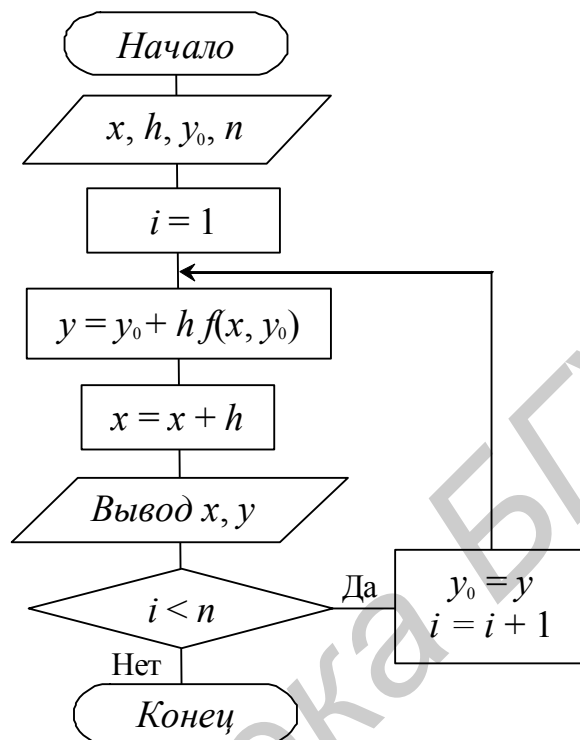 Начало
x, h, y₀, n
i = 1
y = y₀ + h f(x, y₀)
x = x + h
Вывод x, y
i < n
Да
y₀ = y
i = i + 1
Нет
Конец